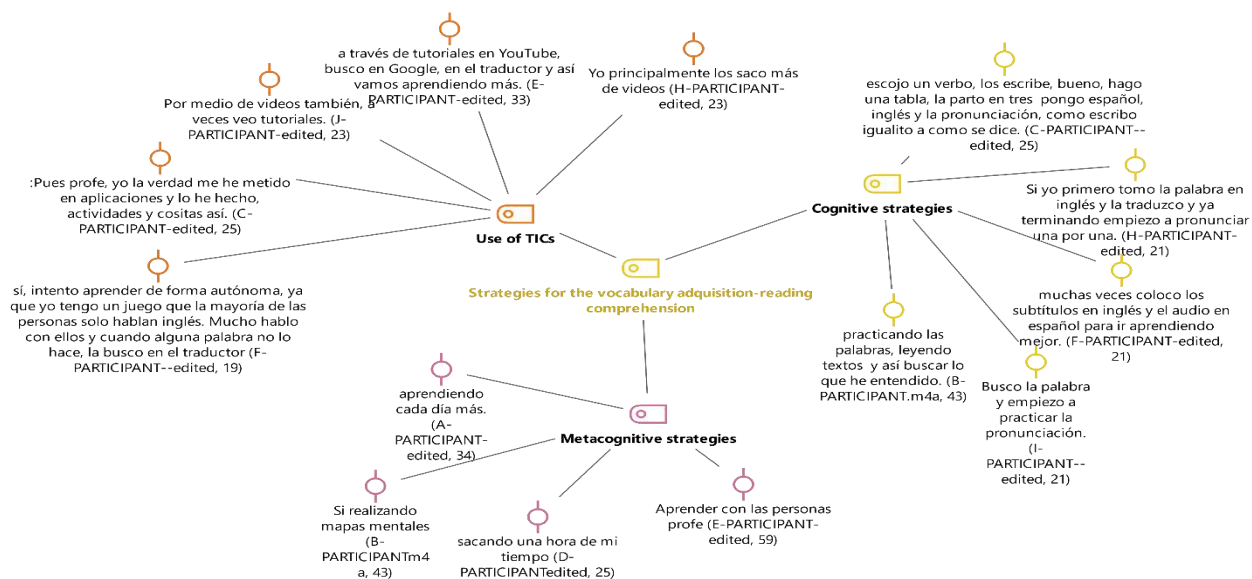 a través de tutoriales en YouTube,
busco en Google, en el traductor y así
vamos aprendiendo más. (E-
PARTICIPANT-edited, 33)
Yo principalmente los saco más
de videos (H-PARTICIPANT-
edited, 23)
Por medio de videos también, a
veces veo tutoriales. (J-
PARTICIPANT-edited, 23)
:Pues profe, yo la verdad me he metido
en aplicaciones y lo he hecho,
actividades y cositas así. (C-
PARTICIPANT-edited, 25)
sí, intento aprender de forma autónoma, ya
que yo tengo un juego que la mayoría de las
personas solo hablan inglés. Mucho hablo
con ellos y cuando alguna palabra no lo
hace, la busco en el traductor (F-
PARTICIPANT--edited, 19)
Use of TICs
escojo un verbo, los escribe, bueno, hago
una tabla, la parto en tres pongo español,
inglés y la pronunciación, como escribo
igualito a como se dice. (C-PARTICIPANT--
edited, 25)
Cognitive strategies
Si yo primero tomo la palabra en
inglés y la traduzco y ya
terminando empiezo a pronunciar
una por una. (H-PARTICIPANT-
edited, 21)
muchas veces coloco los
subtítulos en inglés y el audio en
español para ir aprendiendo
mejor. (F-PARTICIPANT-edited,
21)
Strategies for the vocabulary adquisition-reading
comprehension
practicando las
palabras, leyendo
textos y así buscar lo
que he entendido. (B-
PARTICIPANT.m4a, 43)
Busco la palabra
y empiezo a
practicar la
pronunciación.
(I-
PARTICIPANT--
edited, 21)
aprendiendo
cada día más.
(A-
PARTICIPANT-
edited, 34)
Metacognitive strategies
Si realizando
mapas mentales
(B-
PARTICIPANTm4
a, 43)
sacando una hora de mi
tiempo (D-
PARTICIPANTedited, 25)
Aprender con las personas
profe (E-PARTICIPANT-
edited, 59)